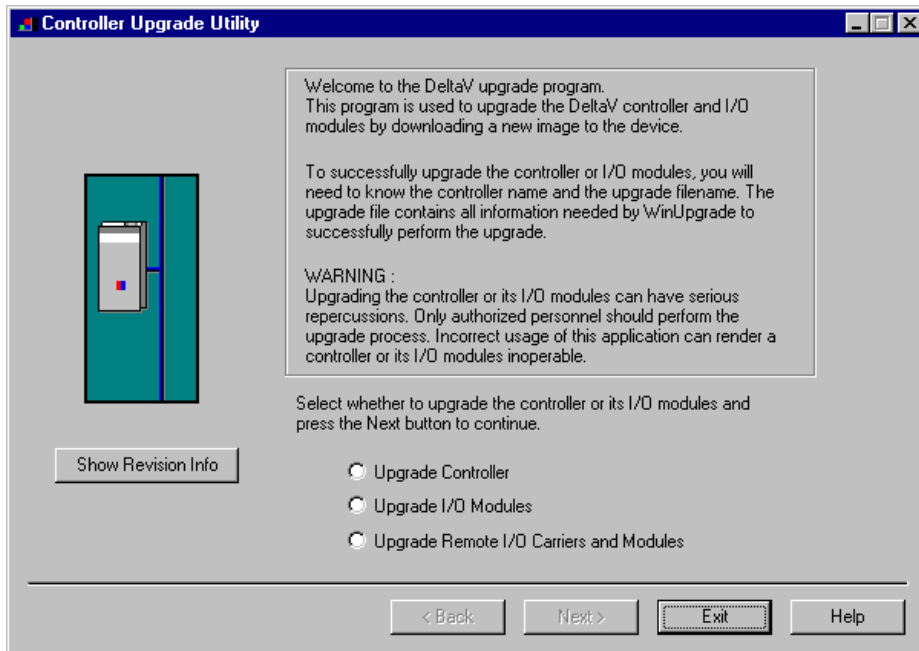 Controller Upgrade Utility
Welcome to the DeltaV upgrade program.
This program is used to upgrade the DeltaV controller and I/O
modules by downloading a new image to the device.
To successfully upgrade the controller or I/O modules, you will
need to know the controller name and the upgrade filename. The
upgrade file contains all information needed by WinUpgrade to
successfully perform the upgrade.
WARNING :
Upgrading the controller or its I/O modules can have serious
repercussions. Only authorized personnel should perform the
upgrade process. Incorrect usage of this application can render a
controller or its I/O modules inoperable.
Select whether to upgrade the controller or its I/O modules and
press the Next button to continue.
Show Revision Info
Upgrade Controller
Upgrade I/O Modules
Upgrade Remote I/O Carriers and Modules
< Back
Next >
Exit
Help